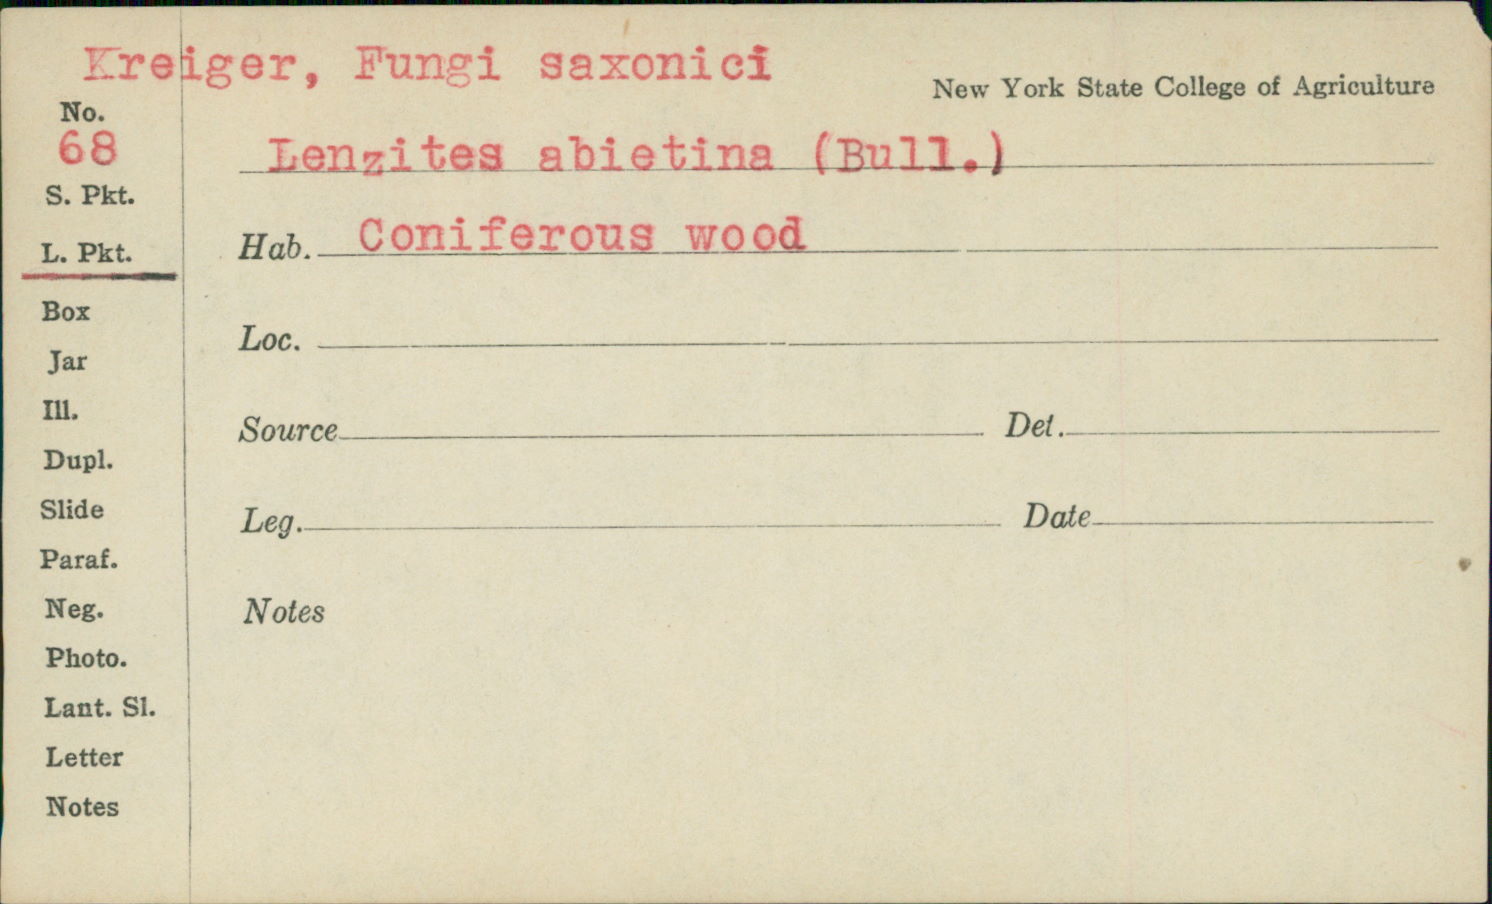 Kreiger, Fungi saxonici
New York State College of Agriculture
No.
68
Lenzites abietina (Bull.)
S. Pkt.
Hab. Coniferous wood
L. Pkt.
Box
Loc.
Jar
Ill.
Source Det.
Dupl.
Slide
Leg. Date
Paraf.
Neg.
Notes
Photo.
Lant. Sl.
Letter
Notes